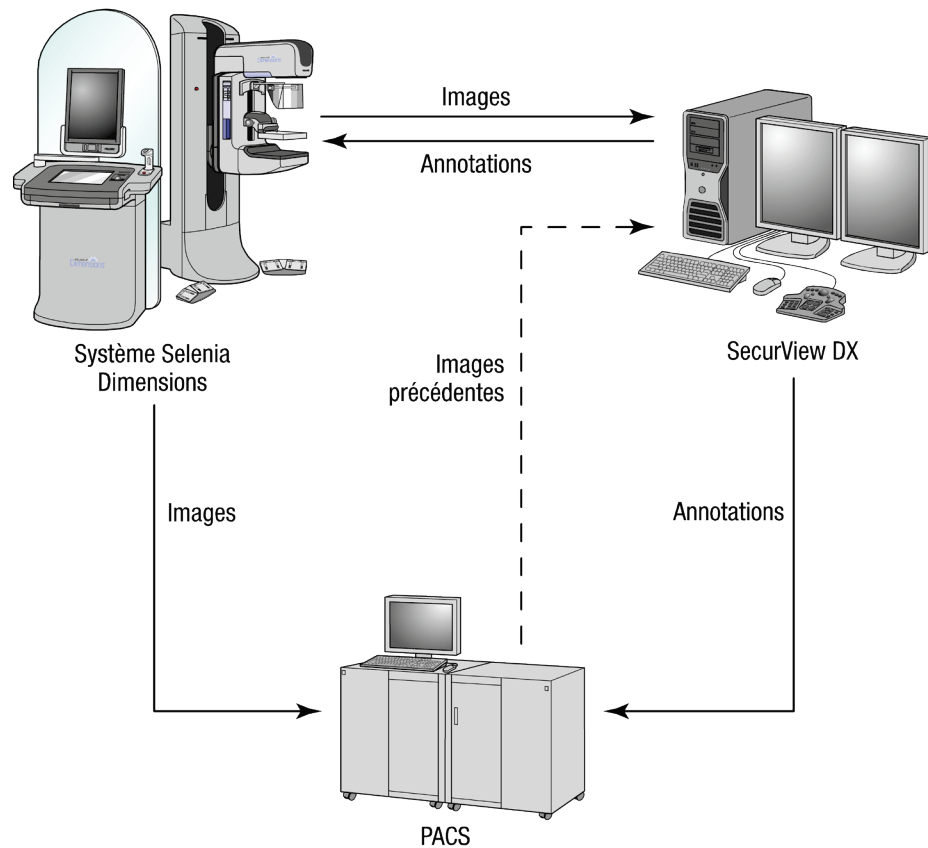 Images
Annotations
Système Selenia
Dimensions
SecurView DX
Images
précédentes
Images
Annotations
PACS